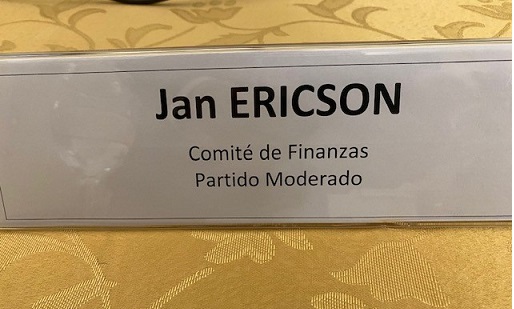 Jan ERICSON
Comité de Finanzas
Partido Moderado